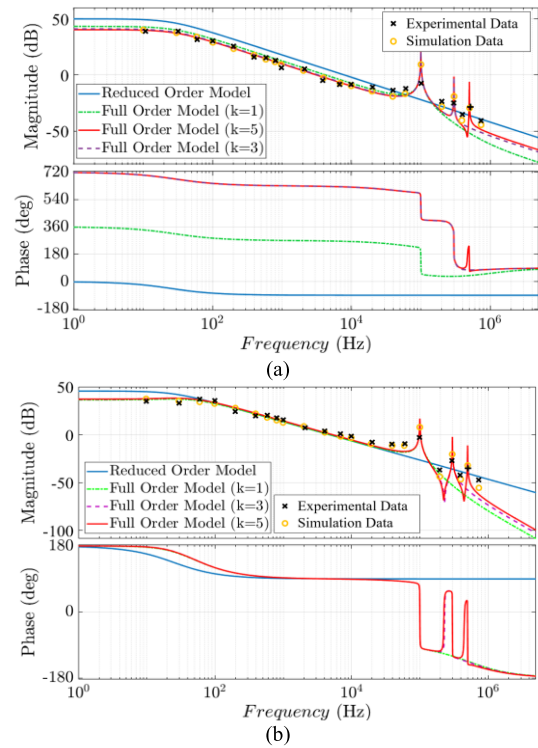 50
0
-50
Magnitude (dB)
Experimental Data
Simulation Data
Reduced Order Model
Full Order Model (k=1)
Full Order Model (k=5)
Full Order Model (k=3)
720
540
360
180
0
-180
Phase (deg)
10^0
10^2
10^4
10^6
Frequency (Hz)
(a)
50
0
-50
-100
Magnitude (dB)
Reduced Order Model
Full Order Model (k=1)
Full Order Model (k=3)
Full Order Model (k=5)
Experimental Data
Simulation Data
180
0
-180
Phase (deg)
10^0
10^2
10^4
10^6
Frequency (Hz)
(b)